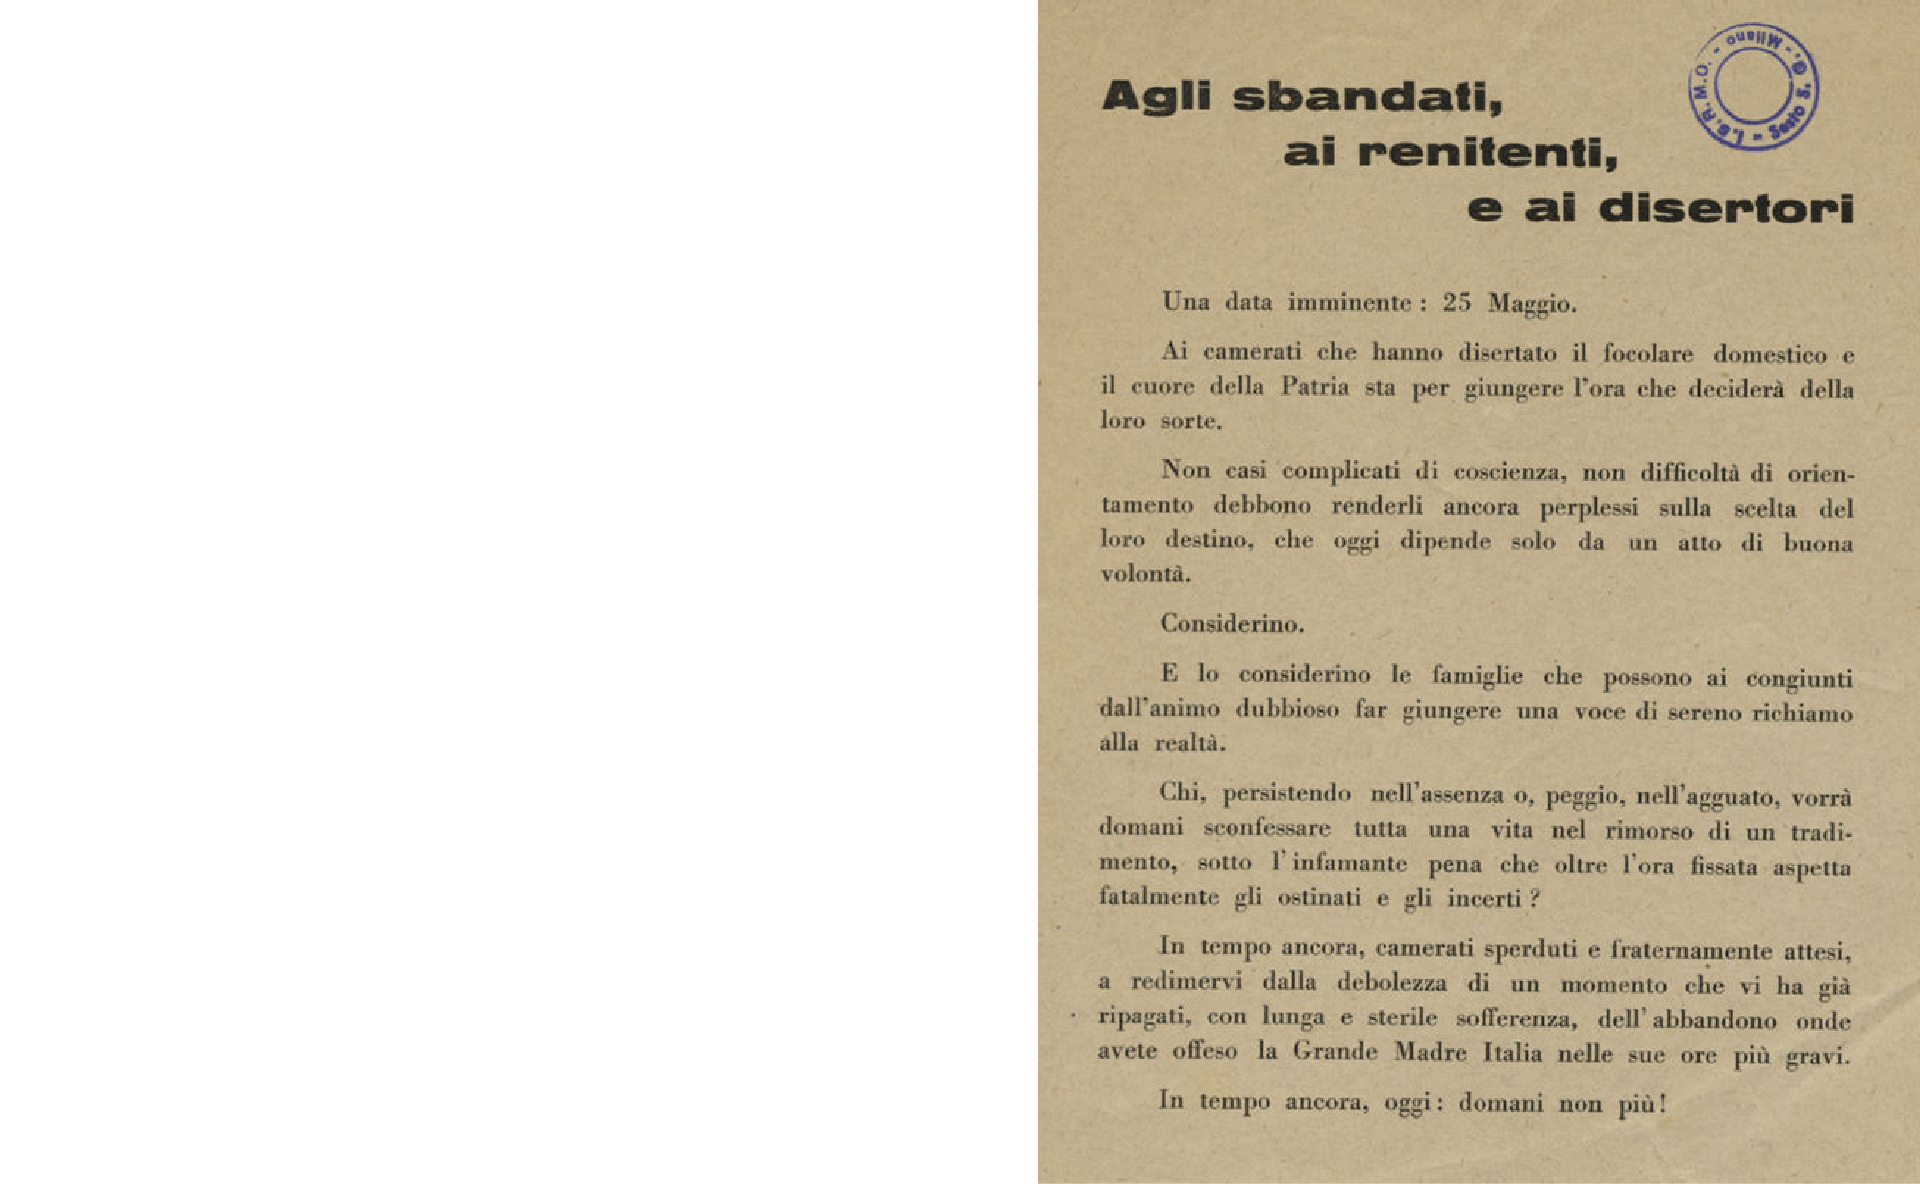 Agli sbandati,
ai renitenti,
e ai disertori
I.S.R.M.O. - Milano - Sesto S. G. -
Una data imminente : 25 Maggio.
Ai camerati che hanno disertato il focolare domestico e
il cuore della Patria sta per giungere l'ora che deciderà della
loro sorte.
Non casi complicati di coscienza, non difficoltà di orien-
tamento debbono renderli ancora perplessi sulla scelta del
loro destino, che oggi dipende solo da un atto di buona
volontà.
Considerino.
E lo considerino le famiglie che possono ai congiunti
dall'animo dubbioso far giungere una voce di sereno richiamo
alla realtà.
Chi, persistendo nell'assenza o, peggio, nell'agguato, vorrà
domani sconfessare tutta una vita nel rimorso di un tradi-
mento, sotto l'infamante pena che oltre l'ora fissata aspetta
fatalmente gli ostinati e gli incerti ?
In tempo ancora, camerati sperduti e fraternamente attesi,
a redimervi dalla debolezza di un momento che vi ha già
ripagati, con lunga e sterile sofferenza, dell'abbandono onde
avete offeso la Grande Madre Italia nelle sue ore più gravi.
In tempo ancora, oggi : domani non più !